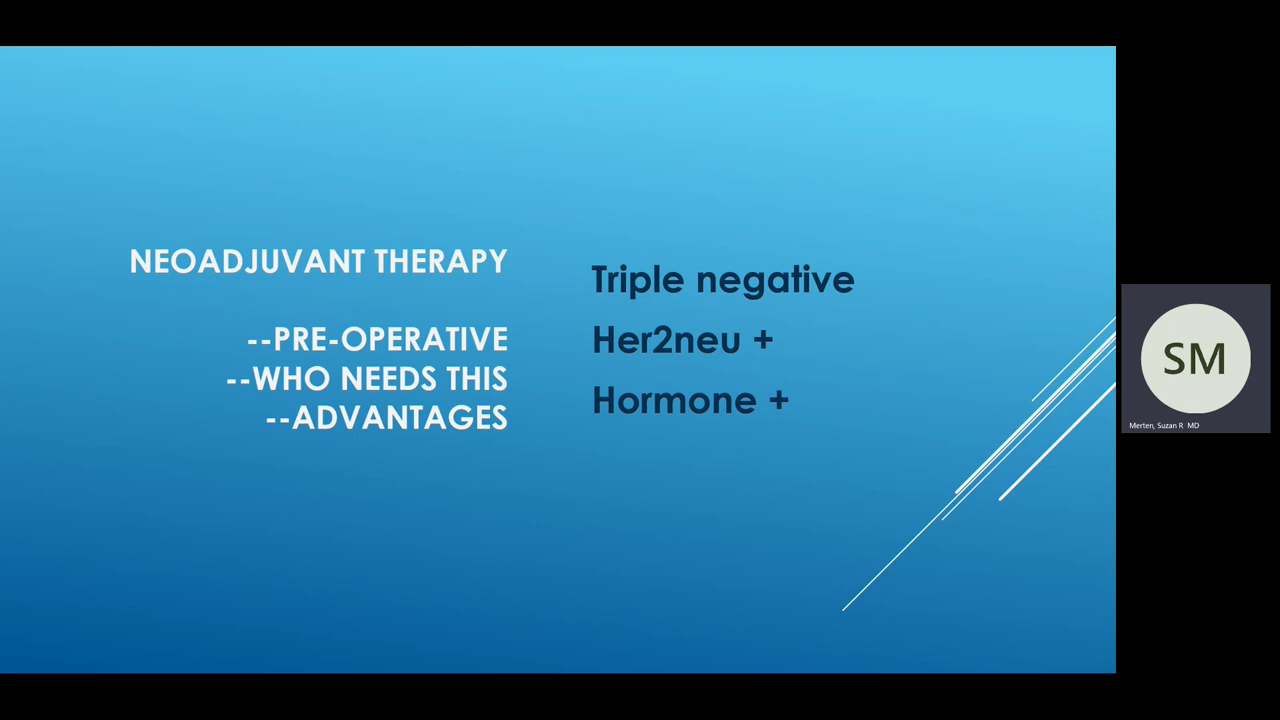 NEOADJUVANT THERAPY
--PRE-OPERATIVE
--WHO NEEDS THIS
--ADVANTAGES
Triple negative
Her2neu +
Hormone +
SM
Merten, Suzan R MD